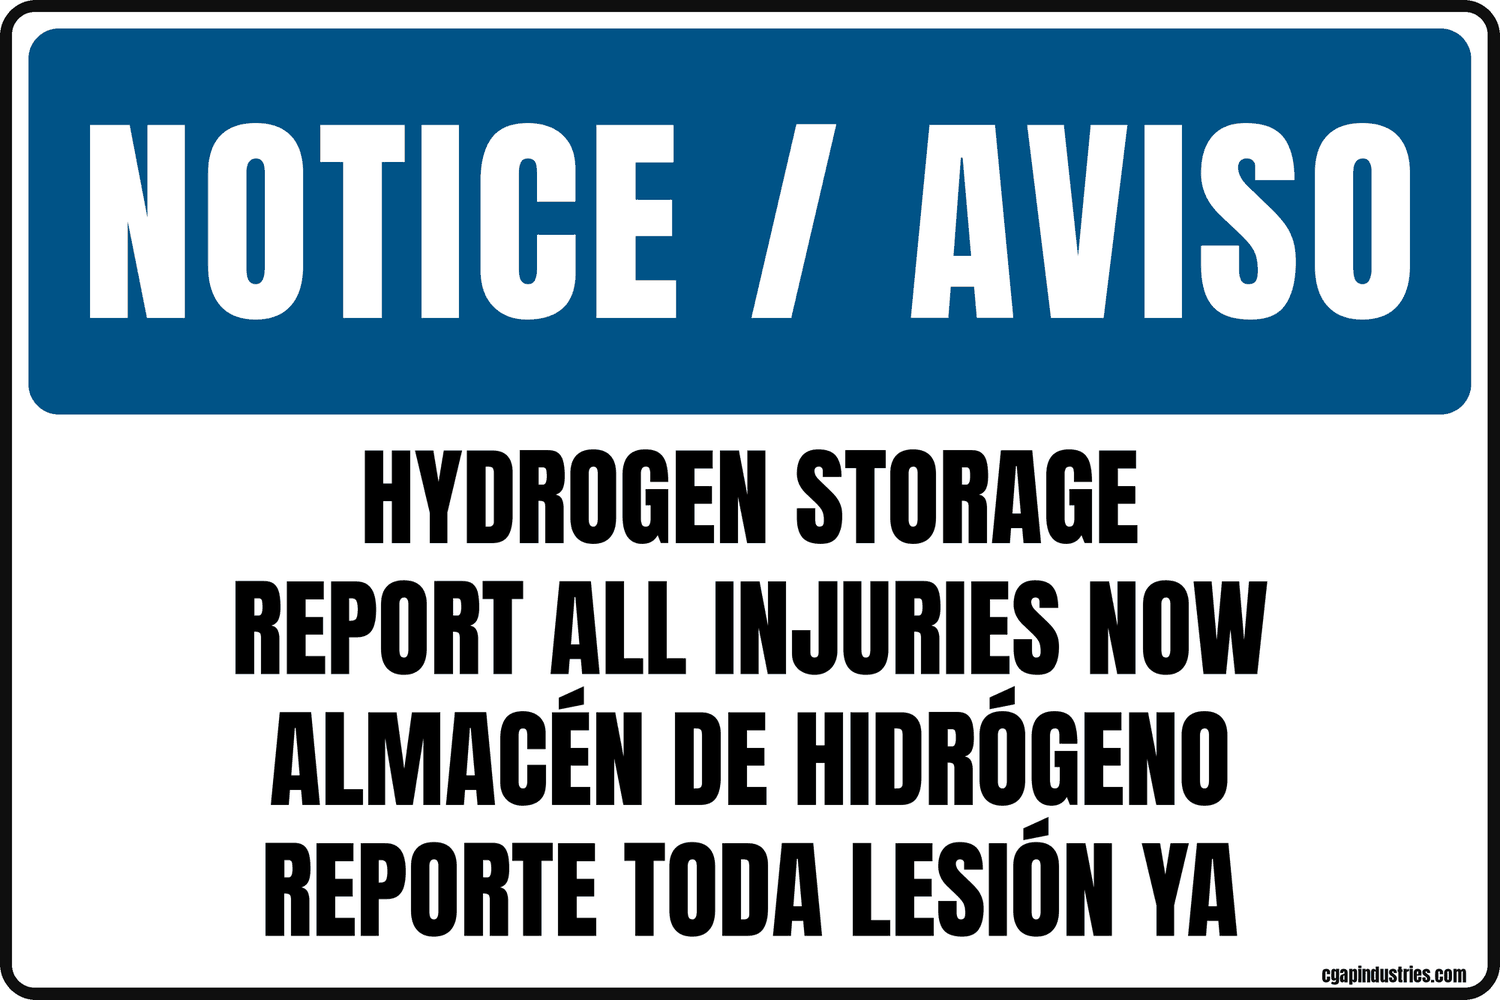 NOTICE / AVISO
HYDROGEN STORAGE
REPORT ALL INJURIES NOW
ALMACÉN DE HIDRÓGENO
REPORTE TODA LESIÓN YA
cgapindustries.com